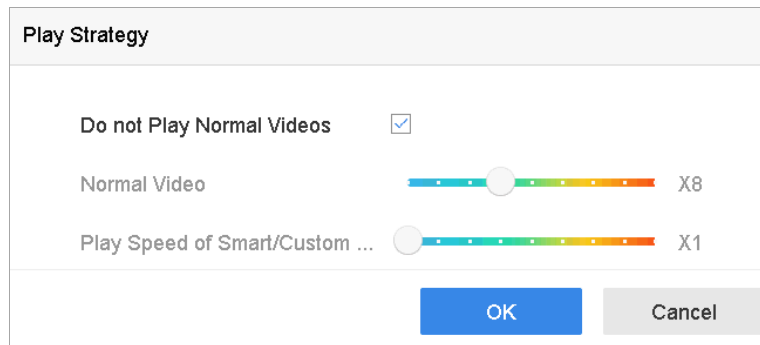 Play Strategy
Do not Play Normal Videos
Normal Video X8
Play Speed of Smart/Custom ... X1
OK Cancel